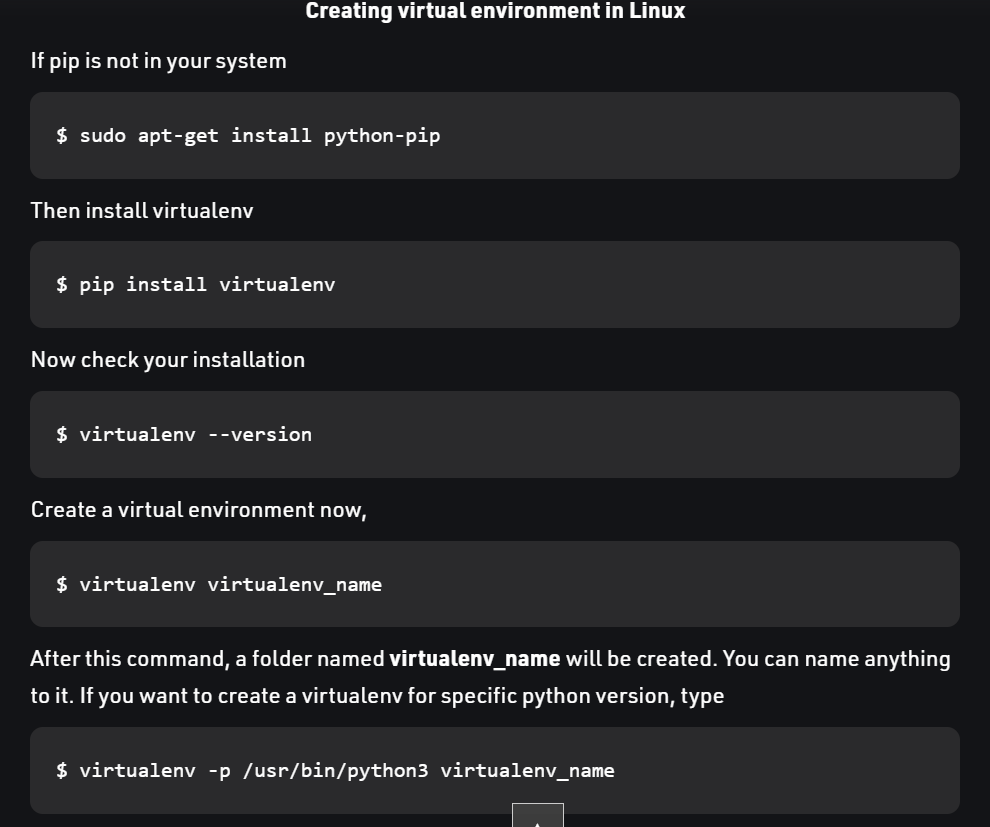 Creating virtual environment in Linux
If pip is not in your system
$ sudo apt-get install python-pip
Then install virtualenv
$ pip install virtualenv
Now check your installation
$ virtualenv --version
Create a virtual environment now,
$ virtualenv virtualenv_name
After this command, a folder named virtualenv_name will be created. You can name anything
to it. If you want to create a virtualenv for specific python version, type
$ virtualenv -p /usr/bin/python3 virtualenv_name